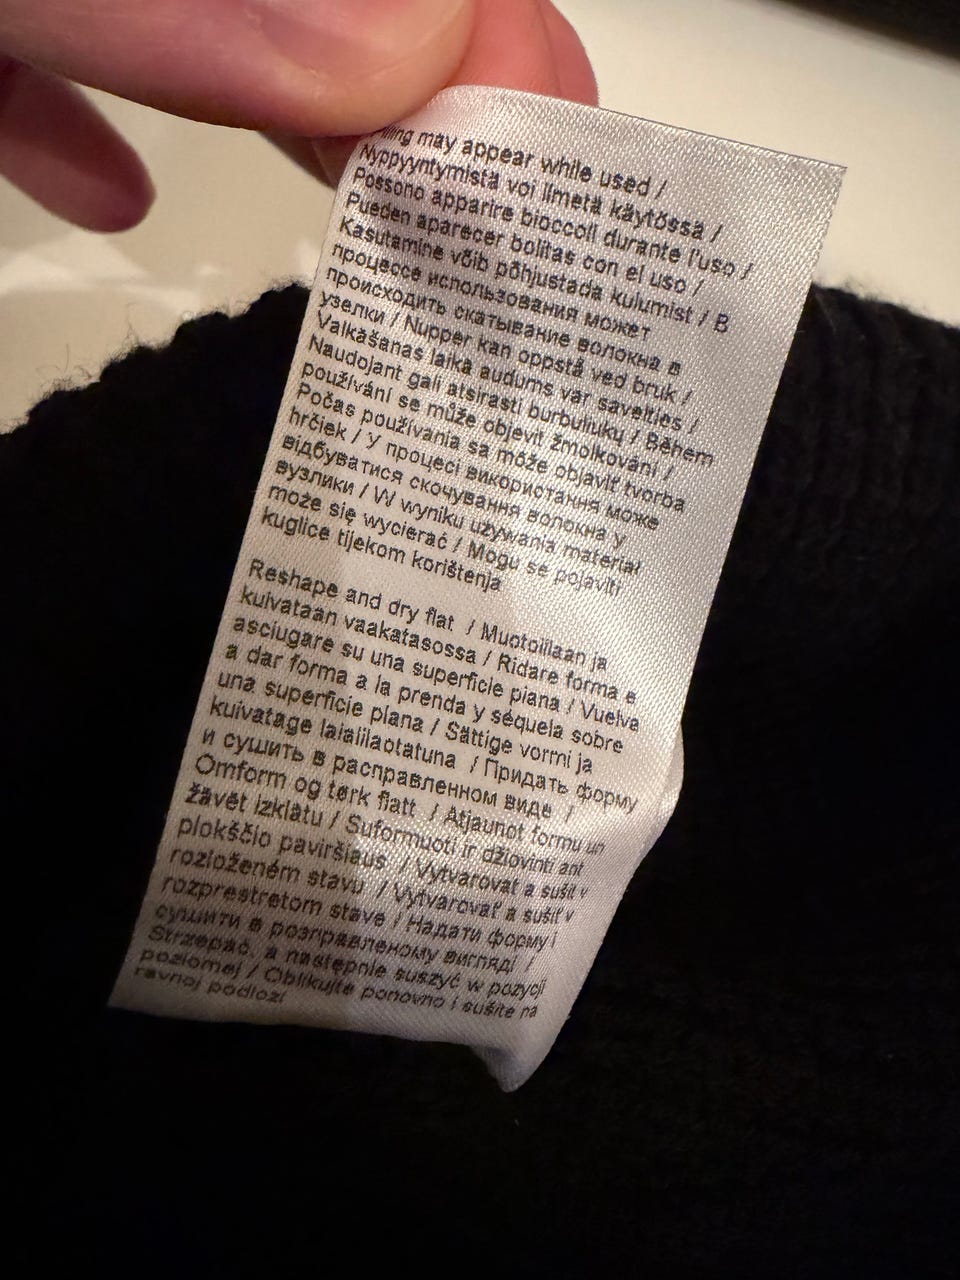 Pilling may appear while used /
Nyppyyntymistä voi ilmetä käytössä /
Possono apparire bioccoli durante l'uso /
Pueden aparecer bolitas con el uso /
Kasutamine võib põhjustada kulumist / В
процессе использования может
происходить скатывание волокна в
узелки / Nupper kan oppstå ved bruk /
Valkāšanas laikā audums var savelties /
Naudojant gali atsirasti burbuliukų / Během
používání se může objevit žmolkování /
Počas používania sa môže objaviť tvorba
hrčiek / У процесі використання може
відбуватися скочування волокна у
вузлики / W wyniku używania materiał
może się wycierać / Mogu se pojaviti
kuglice tijekom korištenja
Reshape and dry flat / Muotoillaan ja
kuivataan vaakatasossa / Ridare forma e
asciugare su una superficie piana / Vuelva
a dar forma a la prenda y séquela sobre
una superficie plana / Sättige vormi ja
kuivatage laialilaotatuna / Придать форму
и сушить в расправленном виде /
Omform og tørk flatt / Atjaunot formu un
žāvēt izklātu / Suformuoti ir džiovinti ant
plokščio paviršiaus / Vytvarovat a sušit v
rozloženém stavu / Vytvarovať a sušiť v
rozprestretom stave / Надати форму і
сушити в розправленому вигляді /
Strzepać, a następnie suszyć w pozycji
poziomej / Oblikujte ponovno i sušite na
ravnoj podlozi